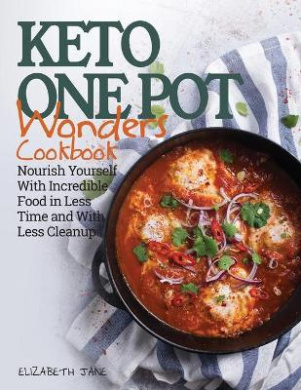 KETO
ONE POT
Wonders
Cookbook
Nourish Yourself
With Incredible
Food in Less
Time and With
Less Cleanup
ELIZABETH JANE